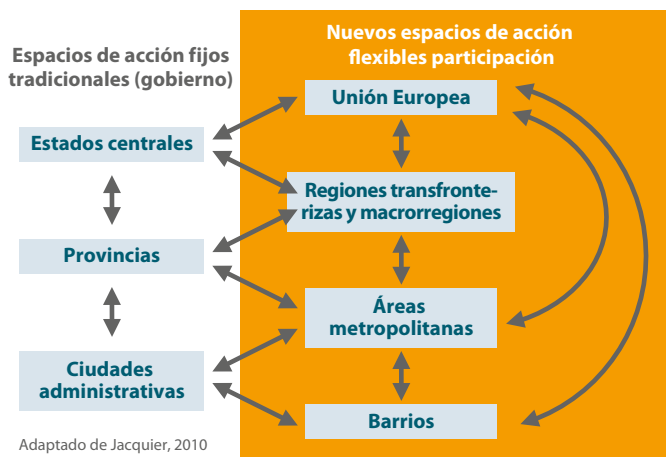 Espacios de acción fijos
tradicionales (gobierno)
Estados centrales
Provincias
Ciudades
administrativas
Adaptado de Jacquier, 2010
Nuevos espacios de acción
flexibles participación
Unión Europea
Regiones transfronte-
rizas y macrorregiones
Áreas
metropolitanas
Barrios